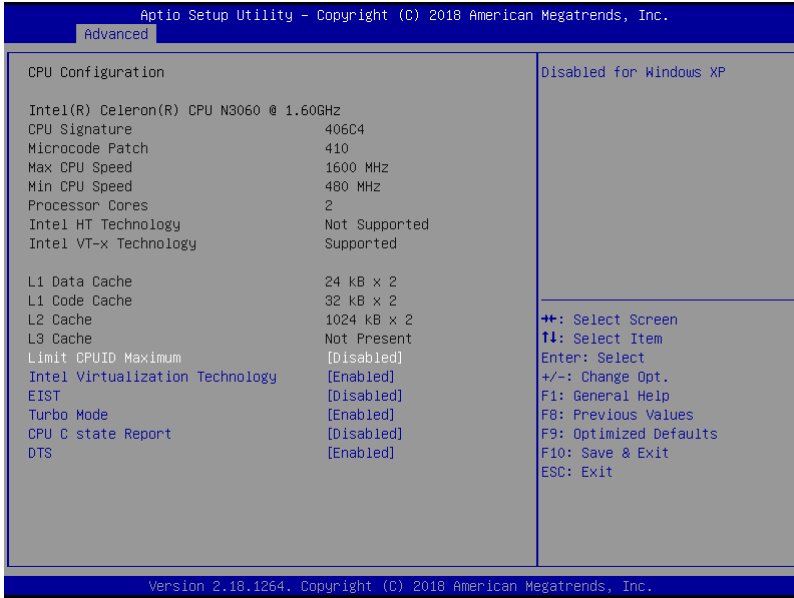 Aptio Setup Utility – Copyright (C) 2018 American Megatrends, Inc.
Advanced
CPU Configuration
Intel(R) Celeron(R) CPU N3060 @ 1.60GHz
CPU Signature 406C4
Microcode Patch 410
Max CPU Speed 1600 MHz
Min CPU Speed 480 MHz
Processor Cores 2
Intel HT Technology Not Supported
Intel VT-x Technology Supported
L1 Data Cache 24 kB x 2
L1 Code Cache 32 kB x 2
L2 Cache 1024 kB x 2
L3 Cache Not Present
Limit CPUID Maximum [Disabled]
Intel Virtualization Technology [Enabled]
EIST [Disabled]
Turbo Mode [Enabled]
CPU C state Report [Disabled]
DTS [Enabled]
Disabled for Windows XP
→←: Select Screen
↑↓: Select Item
Enter: Select
+/-: Change Opt.
F1: General Help
F8: Previous Values
F9: Optimized Defaults
F10: Save & Exit
ESC: Exit
Version 2.18.1264. Copyright (C) 2018 American Megatrends, Inc.